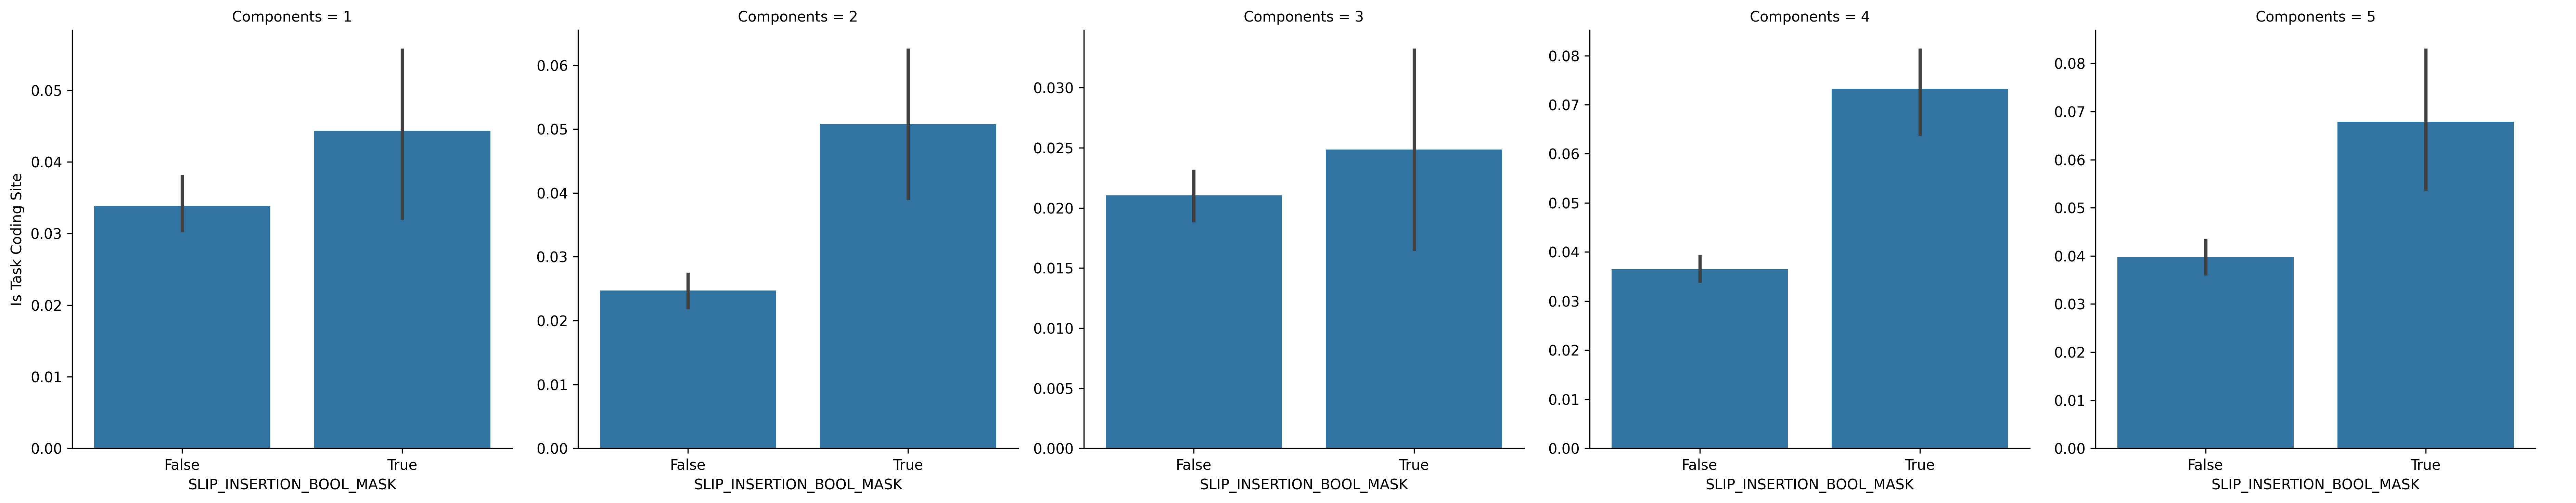 Components = 1
Components = 2
Components = 3
Components = 4
Components = 5
Is Task Coding Site
0.05
0.04
0.03
0.02
0.01
0.00
False
True
SLIP_INSERTION_BOOL_MASK
0.06
0.05
0.04
0.03
0.02
0.01
0.00
False
True
SLIP_INSERTION_BOOL_MASK
0.030
0.025
0.020
0.015
0.010
0.005
0.000
False
True
SLIP_INSERTION_BOOL_MASK
0.08
0.07
0.06
0.05
0.04
0.03
0.02
0.01
0.00
False
True
SLIP_INSERTION_BOOL_MASK
0.08
0.07
0.06
0.05
0.04
0.03
0.02
0.01
0.00
False
True
SLIP_INSERTION_BOOL_MASK